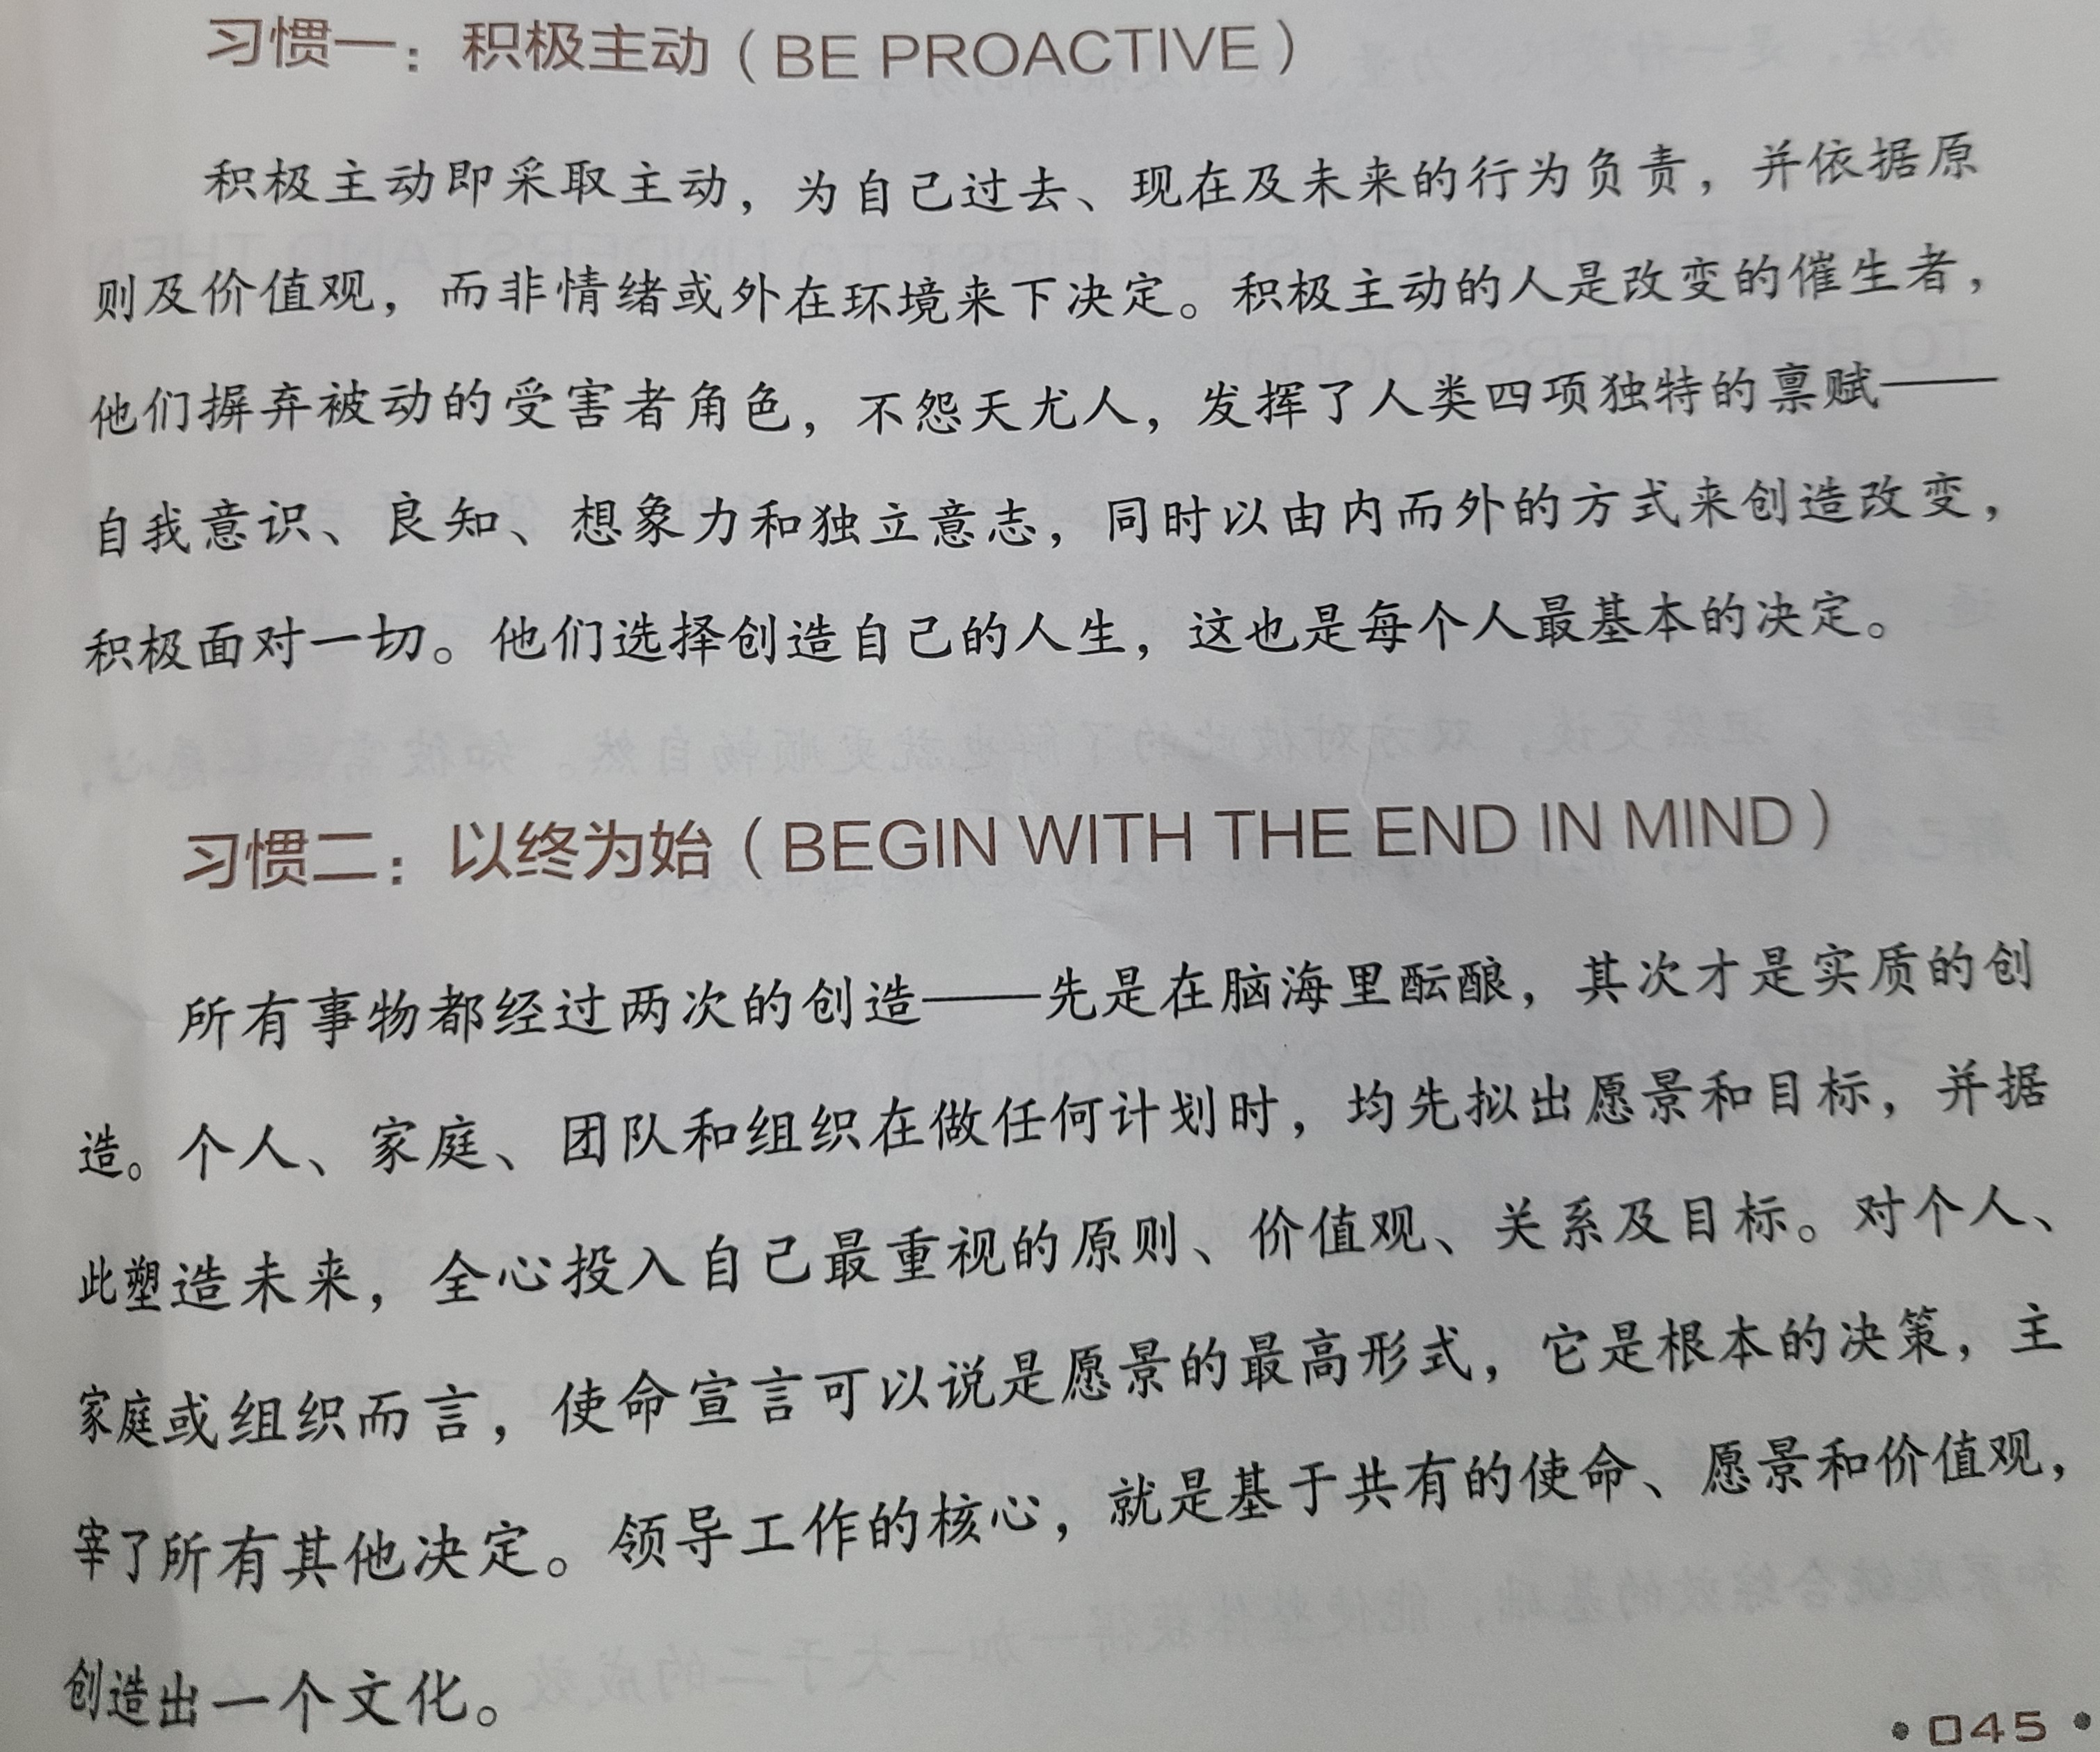 习惯一：积极主动（BE PROACTIVE）
积极主动即采取主动，为自己过去、现在及未来的行为负责，并依据原
则及价值观，而非情绪或外在环境来下决定。积极主动的人是改变的催生者，
他们摒弃被动的受害者角色，不怨天尤人，发挥了人类四项独特的禀赋——
自我意识、良知、想象力和独立意志，同时以由内而外的方式来创造改变，
积极面对一切。他们选择创造自己的人生，这也是每个人最基本的决定。
习惯二：以终为始（BEGIN WITH THE END IN MIND）
所有事物都经过两次的创造——先是在脑海里酝酿，其次才是实质的创
造。个人、家庭、团队和组织在做任何计划时，均先拟出愿景和目标，并据
此塑造未来，全心投入自己最重视的原则、价值观、关系及目标。对个人、
家庭或组织而言，使命宣言可以说是愿景的最高形式，它是根本的决策，主
宰了所有其他决定。领导工作的核心，就是基于共有的使命、愿景和价值观，
创造出一个文化。
•045•